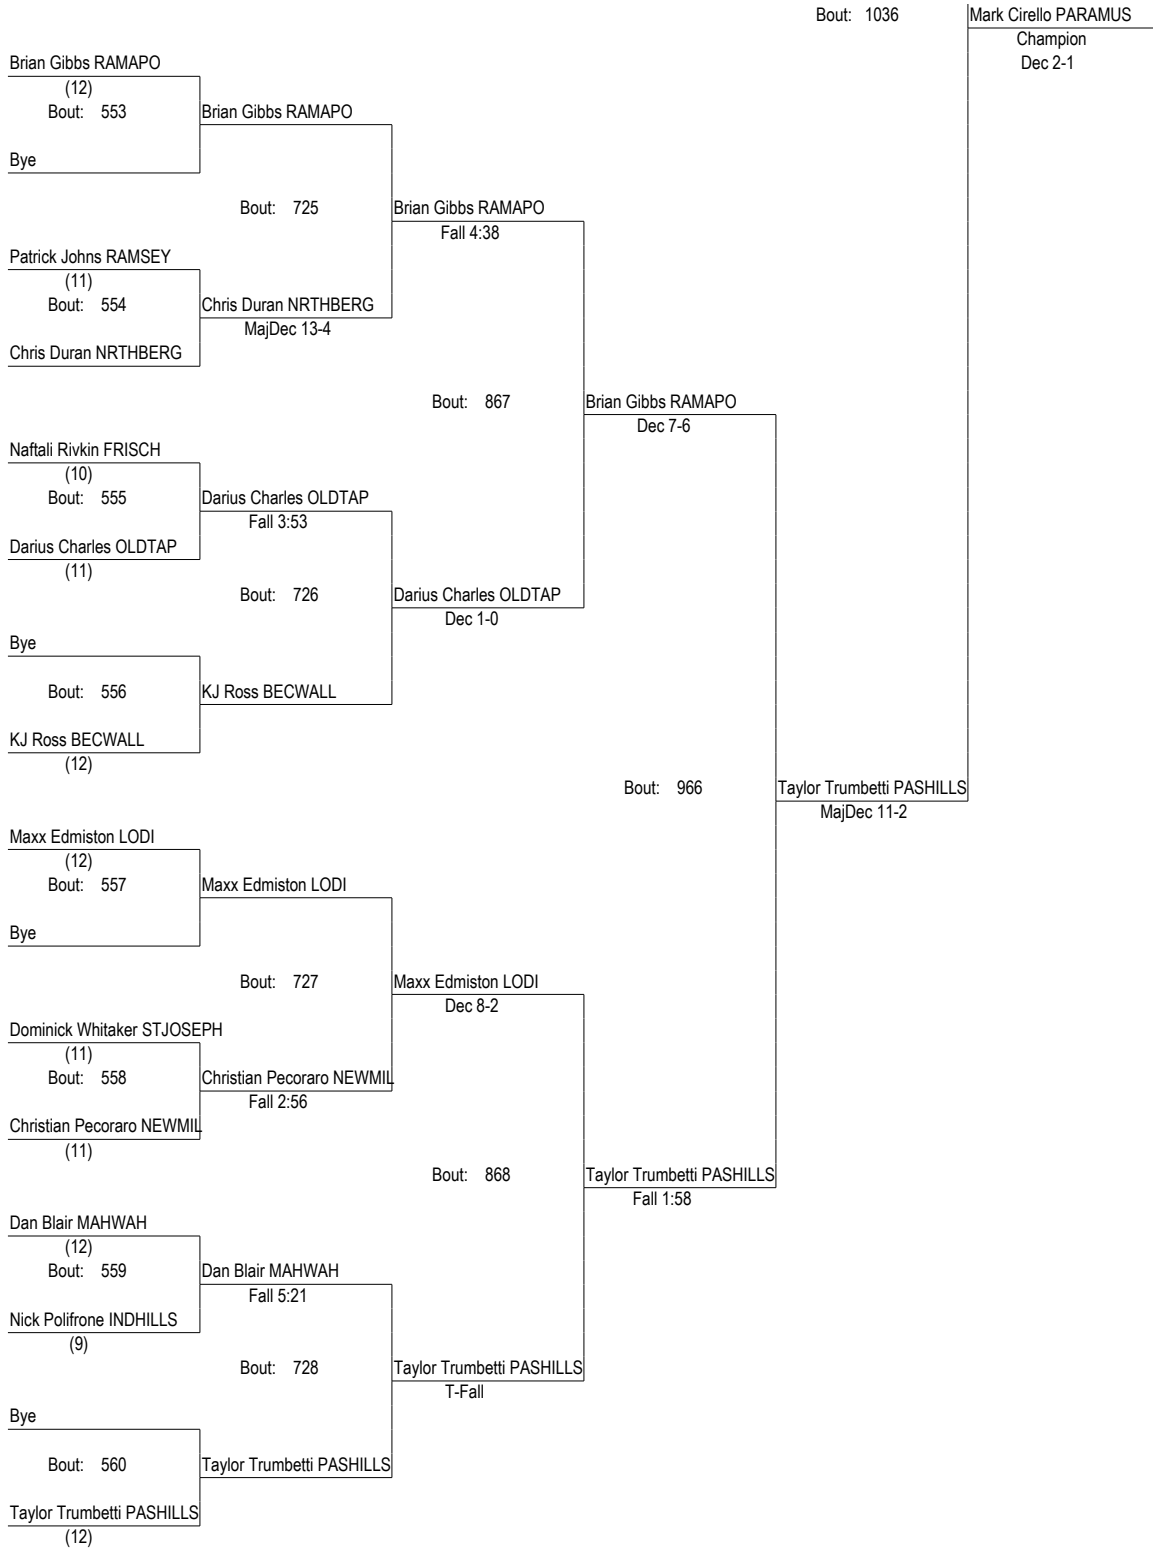 Bout: 1036
Mark Cirello PARAMUS
Champion
Dec 2-1
Brian Gibbs RAMAPO
(12)
Bout: 553
Brian Gibbs RAMAPO
Bye
Bout: 725
Brian Gibbs RAMAPO
Fall 4:38
Patrick Johns RAMSEY
(11)
Bout: 554
Chris Duran NRTHBERG
MajDec 13-4
Chris Duran NRTHBERG
Bout: 867
Brian Gibbs RAMAPO
Dec 7-6
Naftali Rivkin FRISCH
(10)
Bout: 555
Darius Charles OLDTAP
Fall 3:53
Darius Charles OLDTAP
(11)
Bout: 726
Darius Charles OLDTAP
Dec 1-0
Bye
Bout: 556
KJ Ross BECWALL
KJ Ross BECWALL
(12)
Bout: 966
Taylor Trumbetti PASHILLS
MajDec 11-2
Maxx Edmiston LODI
(12)
Bout: 557
Maxx Edmiston LODI
Bye
Bout: 727
Maxx Edmiston LODI
Dec 8-2
Dominick Whitaker STJOSEPH
(11)
Bout: 558
Christian Pecoraro NEWMIL
Fall 2:56
Christian Pecoraro NEWMIL
(11)
Bout: 868
Taylor Trumbetti PASHILLS
Fall 1:58
Dan Blair MAHWAH
(12)
Bout: 559
Dan Blair MAHWAH
Fall 5:21
Nick Polifrone INDHILLS
(9)
Bout: 728
Taylor Trumbetti PASHILLS
T-Fall
Bye
Bout: 560
Taylor Trumbetti PASHILLS
Taylor Trumbetti PASHILLS
(12)